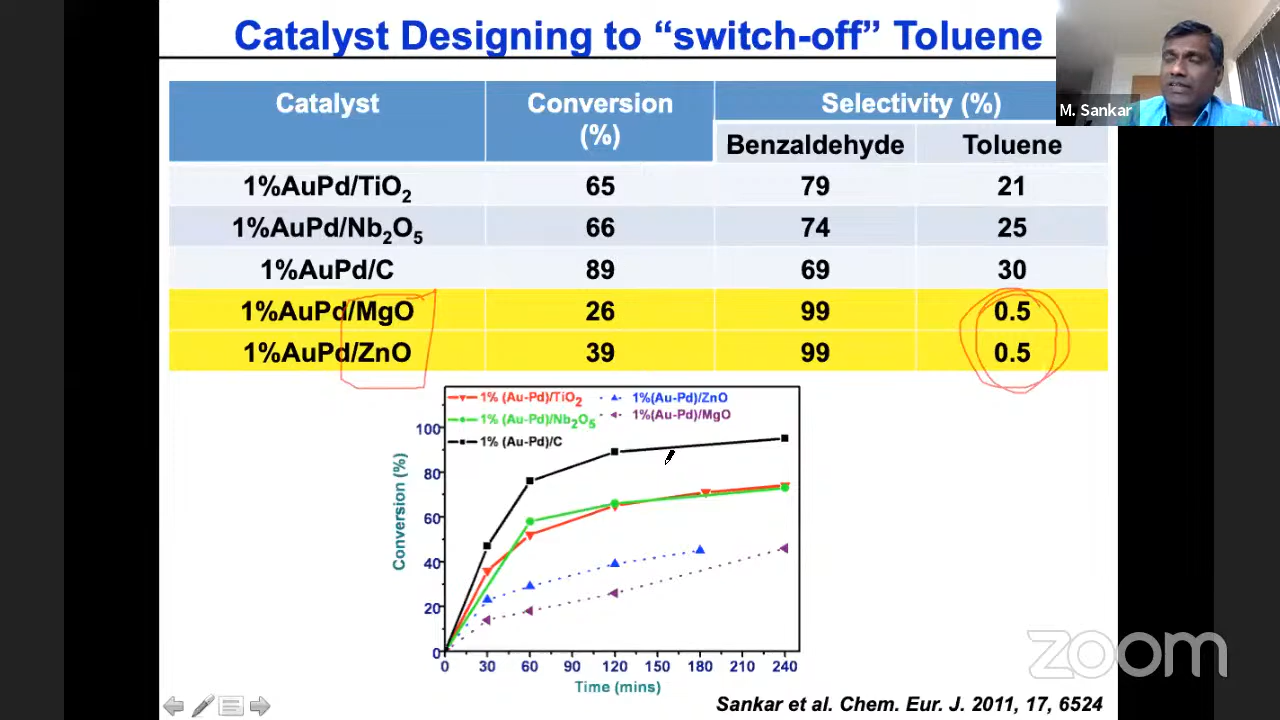 Catalyst Designing to “switch-off” Toluene
M. Sankar
Catalyst Conversion (%) Selectivity (%)
Benzaldehyde Toluene
1%AuPd/TiO2 65 79 21
1%AuPd/Nb2O5 66 74 25
1%AuPd/C 89 69 30
1%AuPd/MgO 26 99 0.5
1%AuPd/ZnO 39 99 0.5
1% (Au-Pd)/TiO2 1%(Au-Pd)/ZnO
1% (Au-Pd)/Nb2O5 1%(Au-Pd)/MgO
1% (Au-Pd)/C
100
80
60
40
20
0
Conversion (%)
0 30 60 90 120 150 180 210 240
Time (mins)
zoom
Sankar et al. Chem. Eur. J. 2011, 17, 6524